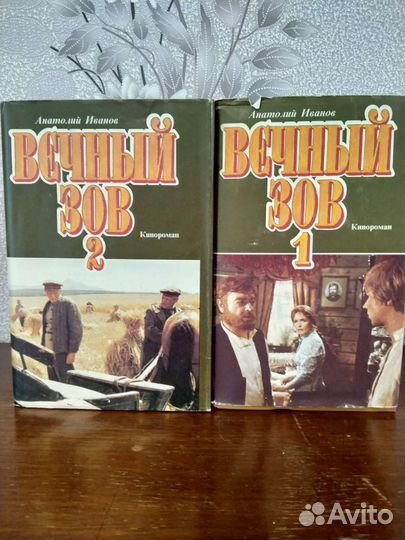 Анатолий Иванов
ВЕЧНЫЙ
ЗОВ
2
Кинороман
Анатолий Иванов
ВЕЧНЫЙ
ЗОВ
1
Кинороман
Avito